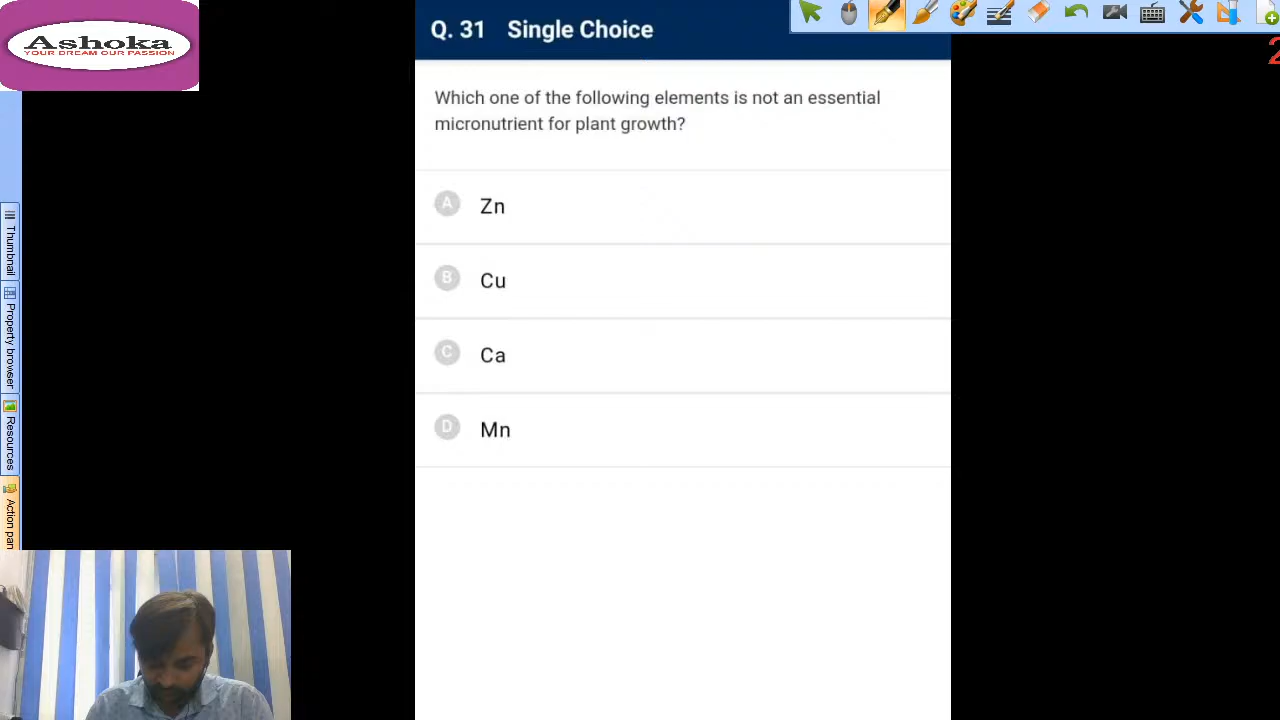 Ashoka
YOUR DREAM OUR PASSION
Q. 31 Single Choice
2
Which one of the following elements is not an essential
micronutrient for plant growth?
A Zn
B Cu
C Ca
D Mn
Thumbnail
Property browser
Resources
Action pan